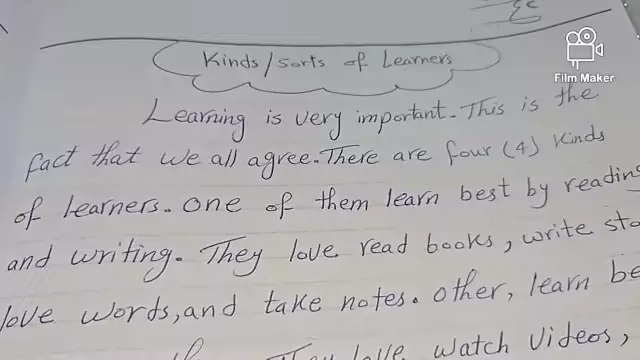 Kinds/Sorts of Learners
Film Maker
Learning is very important. This is the
fact that we all agree. There are four (4) kinds
of learners. One of them learn best by reading
and writing. They love read books, write sto
love words, and take notes. Other, learn be
They love watch videos,